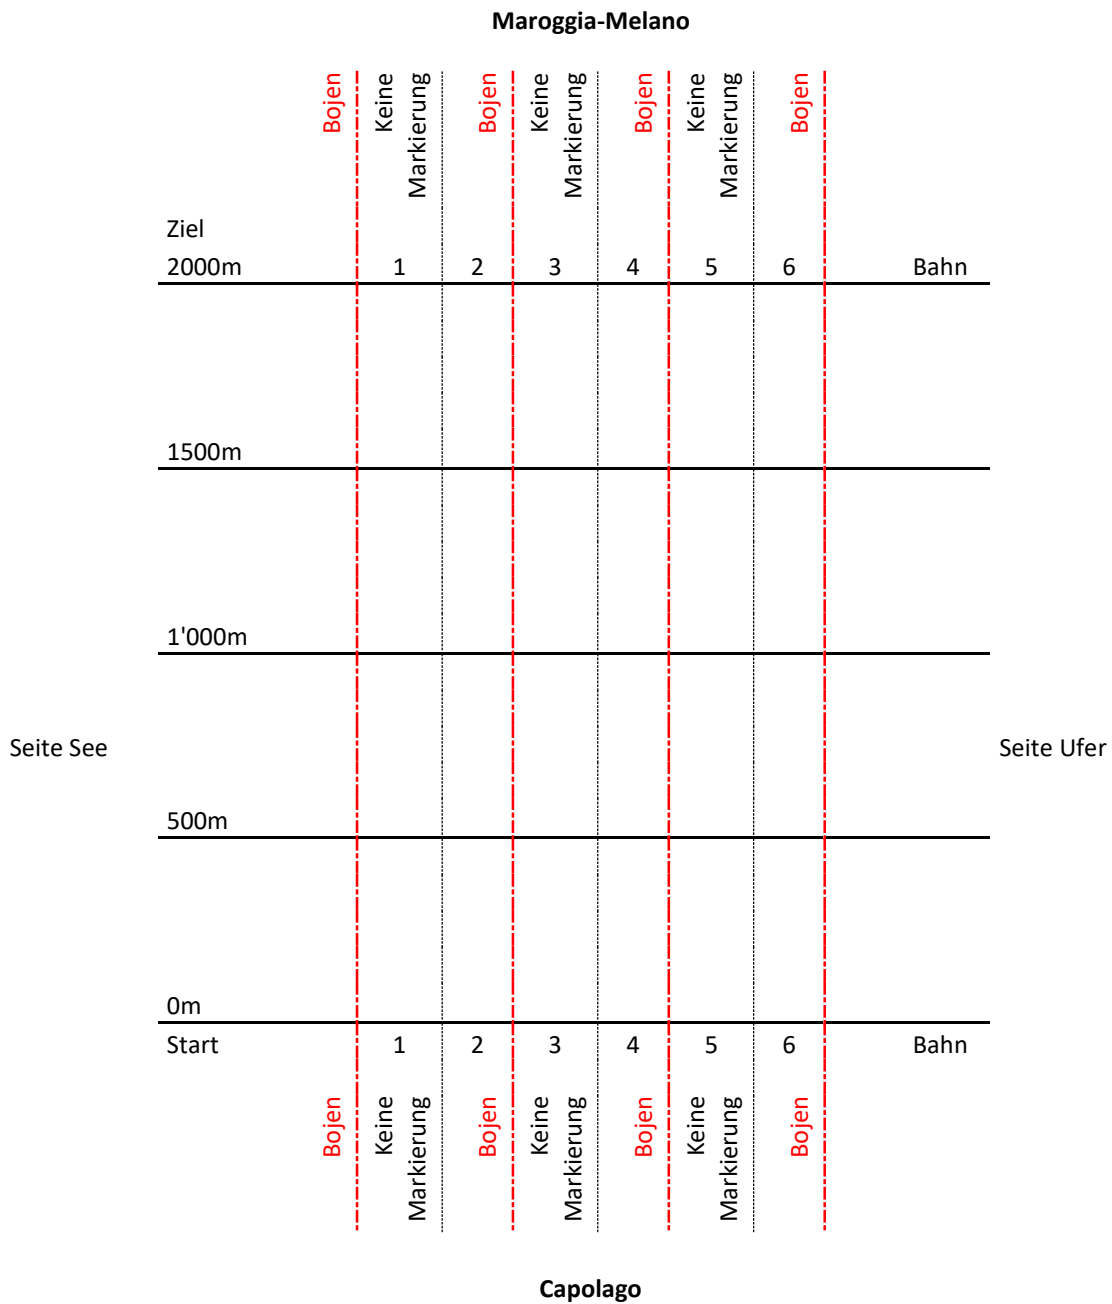 Maroggia-Melano
Bojen
Keine
Markierung
Bojen
Keine
Markierung
Bojen
Keine
Markierung
Bojen
Ziel
2000m 1 2 3 4 5 6 Bahn
1500m
1'000m
Seite See
Seite Ufer
500m
0m
Start 1 2 3 4 5 6 Bahn
Bojen
Keine
Markierung
Bojen
Keine
Markierung
Bojen
Keine
Markierung
Bojen
Capolago